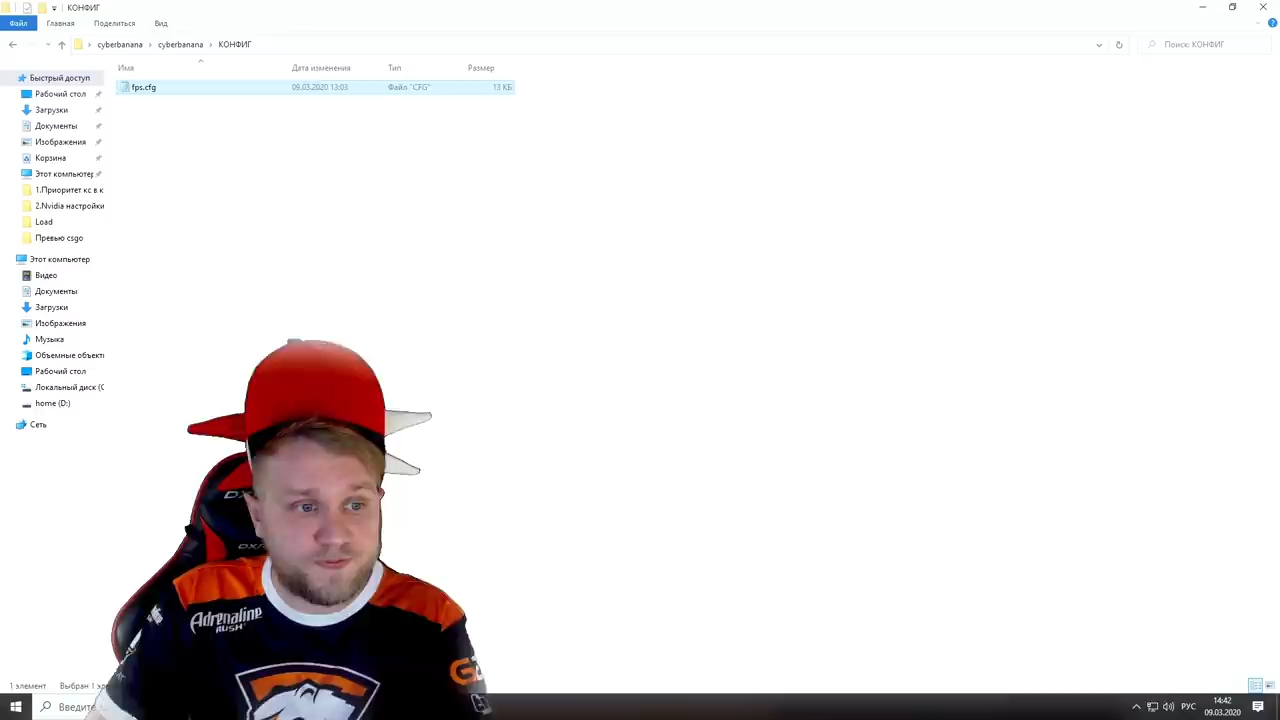 КОНФИГ
Файл
Главная
Поделиться
Вид
cyberbanana
cyberbanana
КОНФИГ
Поиск: КОНФИГ
Имя
Дата изменения
Тип
Размер
fps.cfg
09.03.2020 13:03
Файл "CFG"
13 КБ
Быстрый доступ
Рабочий стол
Загрузки
Документы
Изображения
Корзина
Этот компьютер
1.Приоритет кс в к
2.Nvidia настройки
Load
Превью csgo
Этот компьютер
Видео
Документы
Загрузки
Изображения
Музыка
Объемные объекты
Рабочий стол
Локальный диск (C
home (D:)
Сеть
Adrenaline
RUSH
1 элемент
Выбран 1 эле
Введите
РУС
14:42
09.03.2020